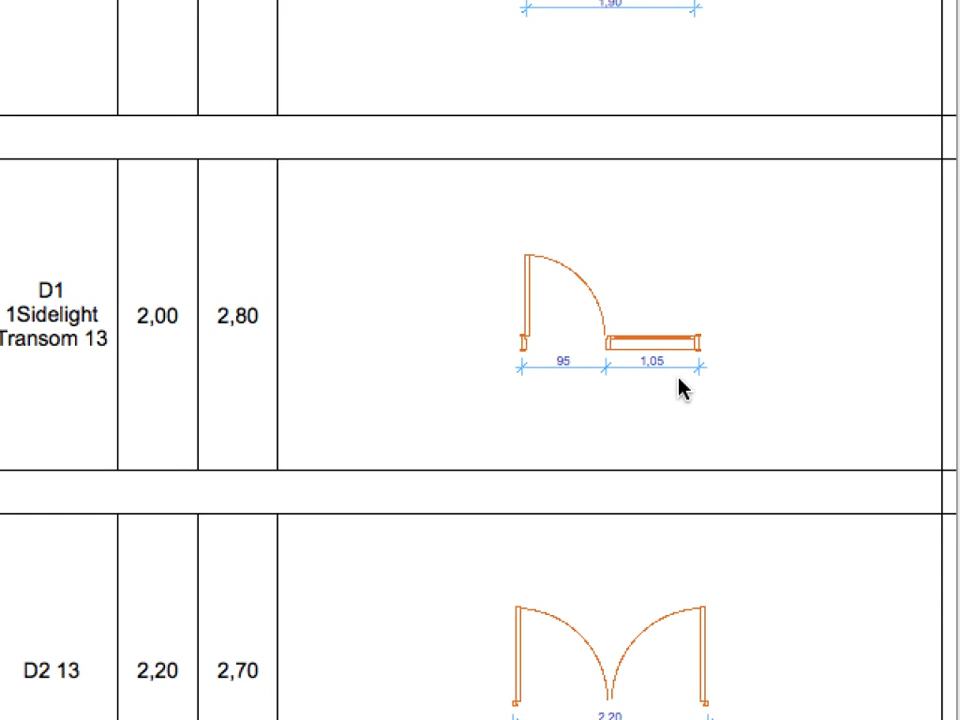 1,90
D1
1Sidelight
Transom 13
2,00
2,80
95
1,05
D2 13
2,20
2,70
2,20